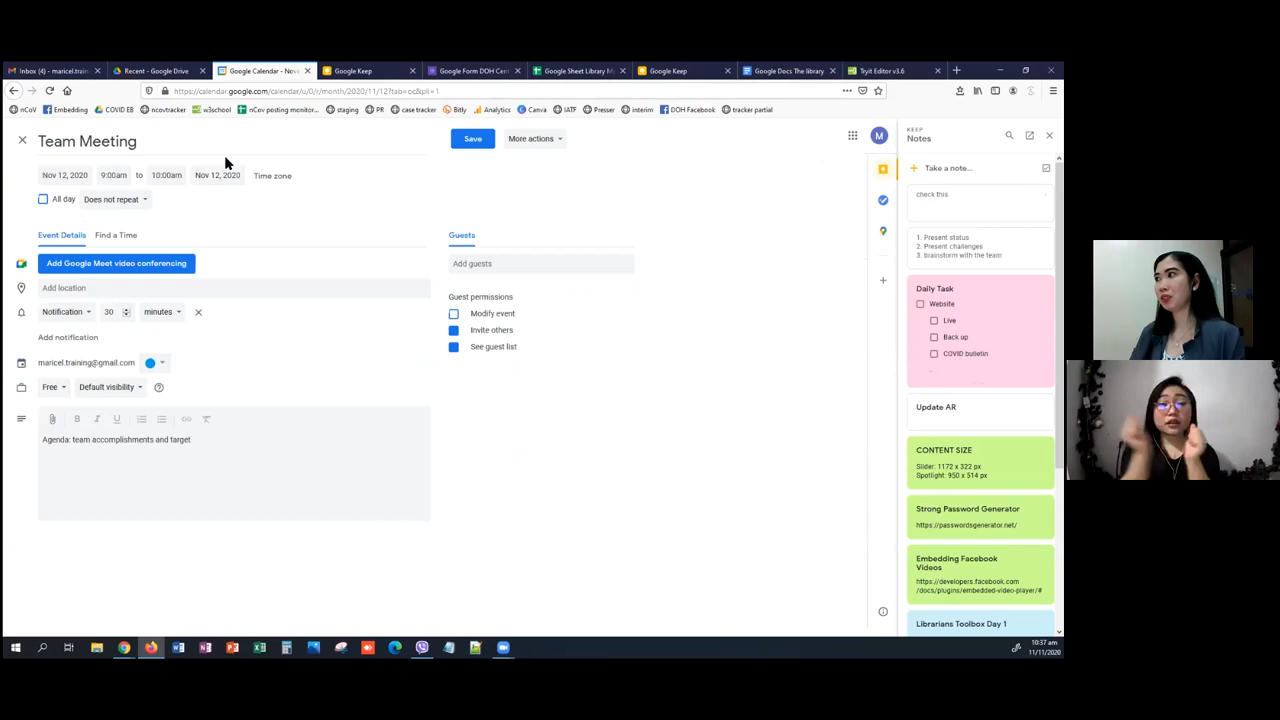 Inbox (4) - maricel.train
Recent - Google Drive
Google Calendar - Nov
Google Keep
Google Form DOH Cen
Google Sheet Library M
Google Keep
Google Docs The library
Tryit Editor v3.6
https://calendar.google.com/calendar/u/0/r/month/2020/11/12?tab=oc&pli=1
nCoV
Embedding
COVID EB
ncovtracker
w3school
nCov posting monitor...
staging
PR
case tracker
Bitly
Analytics
Canva
IATF
Presser
interim
DOH Facebook
tracker partial
Team Meeting
Save
More actions
M
KEEP
Notes
Nov 12, 2020 9:00am to 10:00am Nov 12, 2020 Time zone
All day Does not repeat
Event Details Find a Time
Add Google Meet video conferencing
Add location
Notification 30 minutes
Add notification
maricel.training@gmail.com
Free Default visibility
Agenda: team accomplishments and target
Guests
Add guests
Guest permissions
Modify event
Invite others
See guest list
Take a note...
check this
1. Present status
2. Present challenges
3. brainstorm with the team
Daily Task
Website
Live
Back up
COVID bulletin
Update AR
CONTENT SIZE
Slider: 1172 x 322 px
Spotlight: 950 x 514 px
Strong Password Generator
https://passwordsgenerator.net/
Embedding Facebook
Videos
https://developers.facebook.com
/docs/plugins/embedded-video-player/#
Librarians Toolbox Day 1
10:37 am
11/11/2020